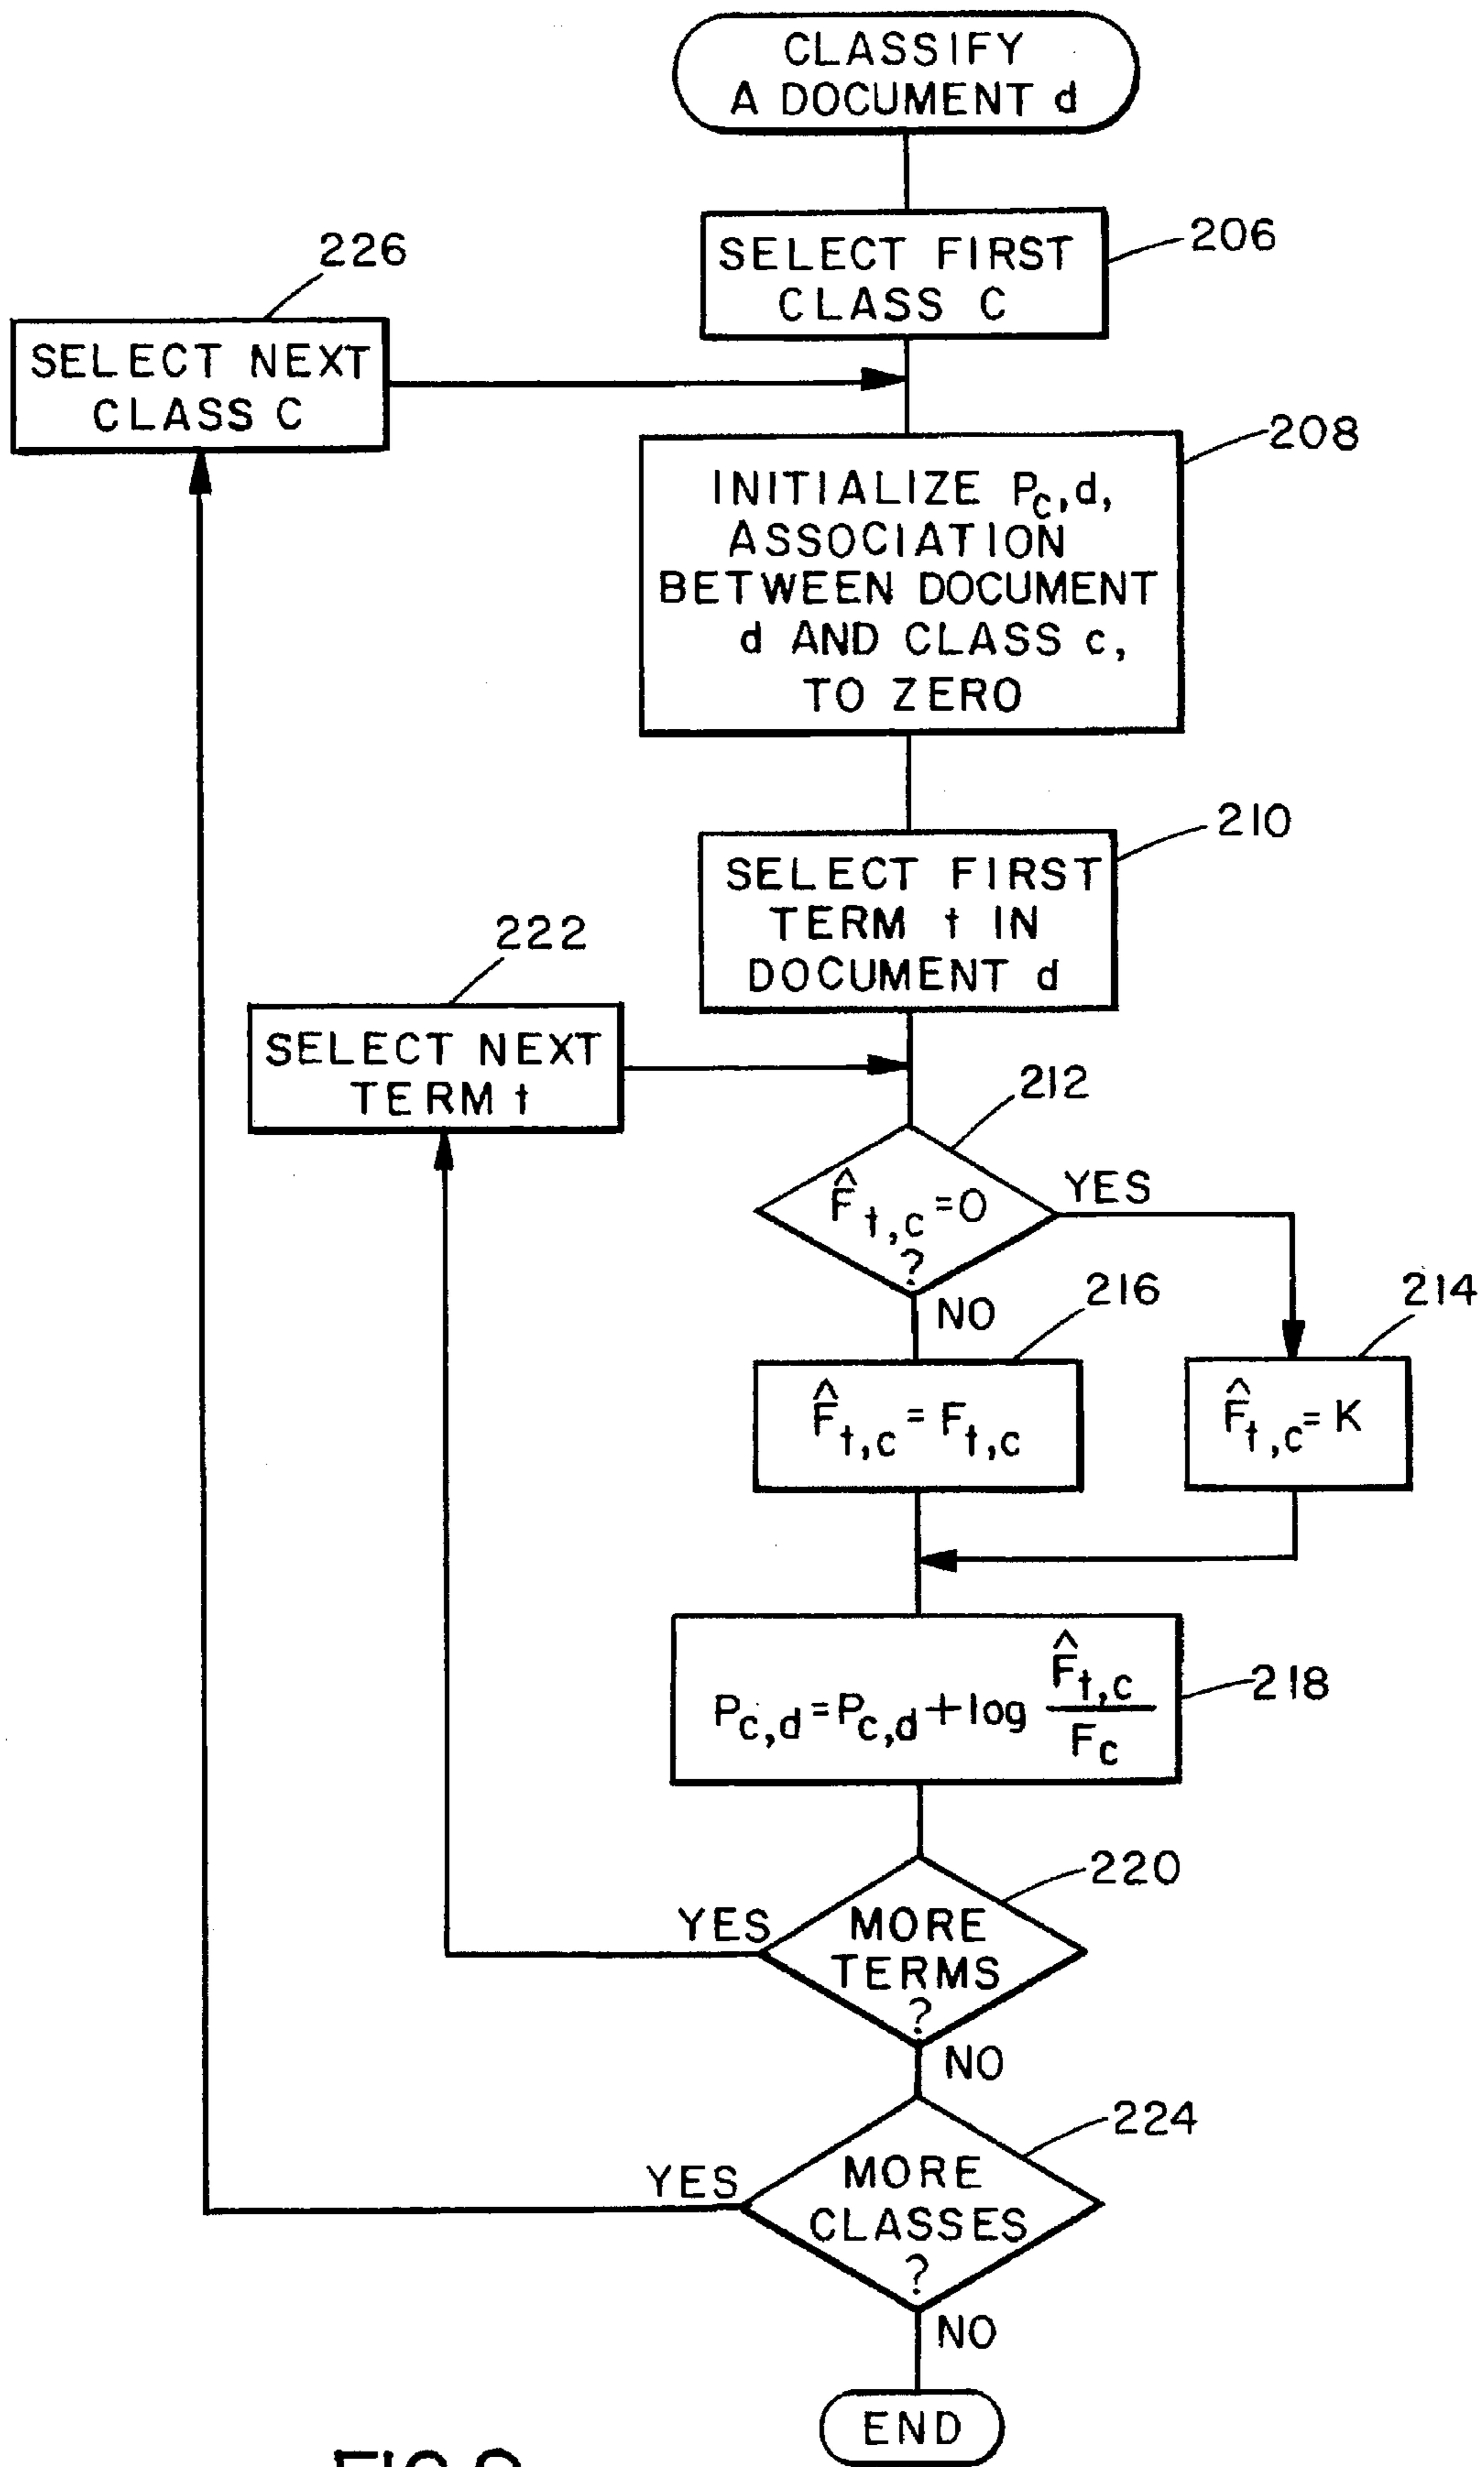 CLASSIFY
A DOCUMENT d
SELECT FIRST
CLASS C
206
226
SELECT NEXT
CLASS C
208
INITIALIZE Pc,d,
ASSOCIATION
BETWEEN DOCUMENT
d AND CLASS c,
TO ZERO
210
SELECT FIRST
TERM t IN
DOCUMENT d
222
SELECT NEXT
TERM t
212
F̂t,c=0
?
YES
NO
216
F̂t,c=Ft,c
214
F̂t,c=K
218
Pc,d=Pc,d+log F̂t,c
Fc
220
YES
MORE
TERMS
?
NO
224
YES
MORE
CLASSES
?
NO
END